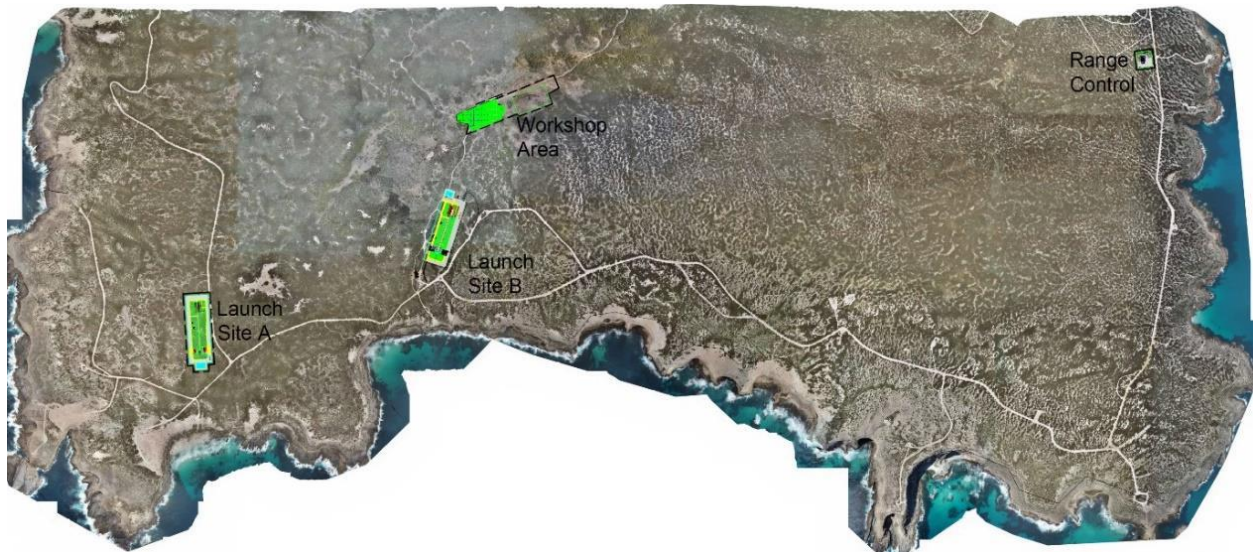 Range
Control
Workshop
Area
Launch
Site B
Launch
Site A